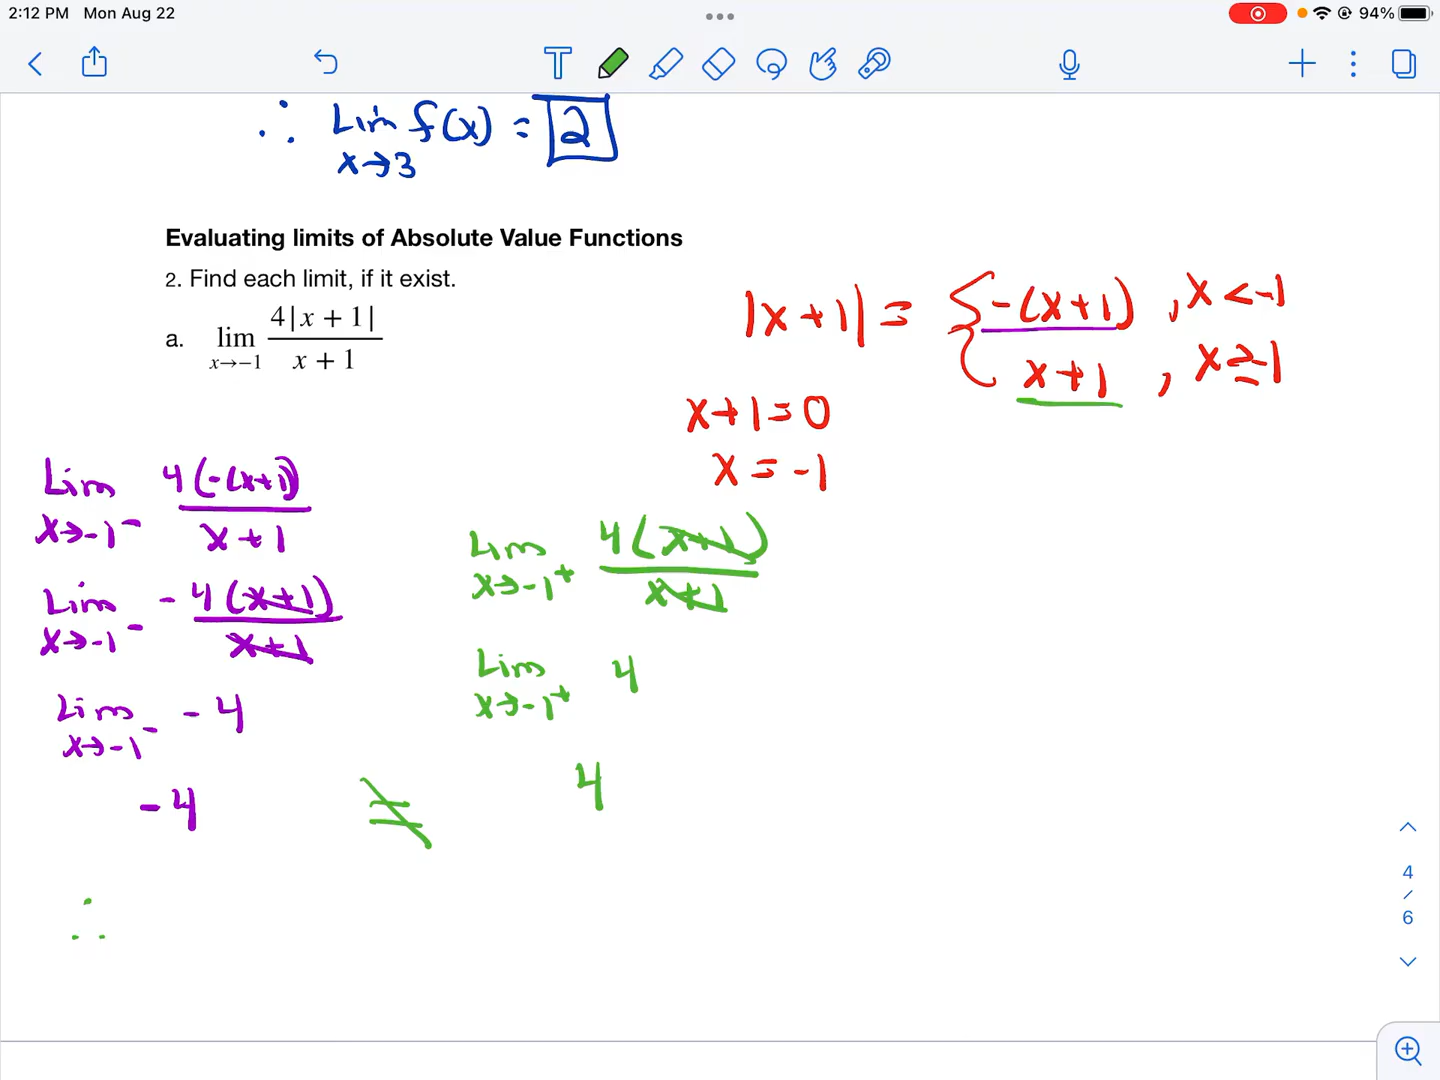 2:12 PM Mon Aug 22
94%
T
∴ Lim f(x) = 2
x→3
Evaluating limits of Absolute Value Functions
2. Find each limit, if it exist.
a. lim 4|x + 1|
x→−1 x + 1
|x+1| = { -(x+1) , x < -1
x+1 , x ≥ -1
x+1=0
x = -1
Lim 4(-(x+1))
x→-1⁻ x+1
Lim - 4(x+1)
x→-1⁻ x+1
Lim -4
x→-1⁻
-4
≠
Lim 4(x+1)
x→-1⁺ x+1
Lim 4
x→-1⁺
4
∴
4
/
6